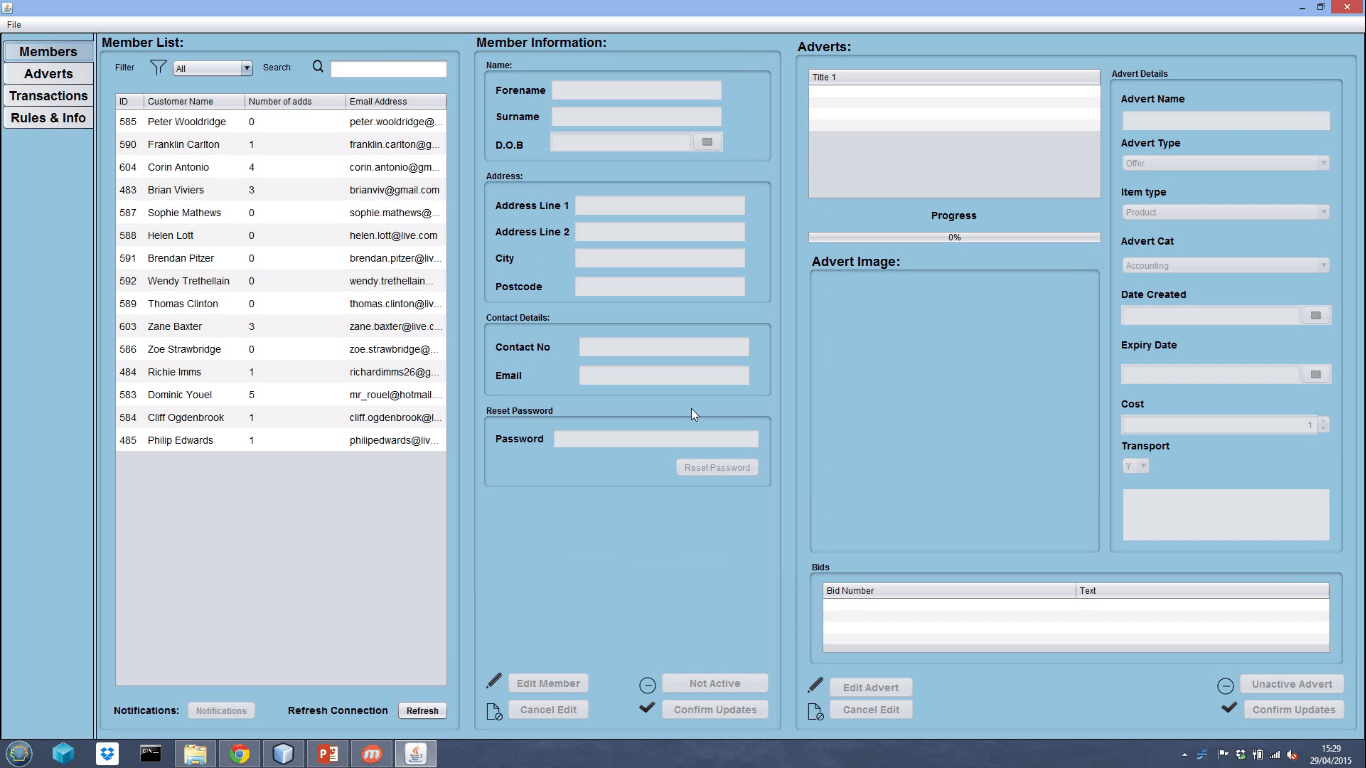 File
Members
Adverts
Transactions
Rules & Info
Member List:
Filter All Search:
ID Customer Name Number of adds Email Address
585 Peter Wooldridge 0 peter.wooldridge@...
590 Franklin Carlton 1 franklin.carlton@g...
604 Corin Antonio 4 corin.antonio@gm...
483 Brian Viviers 3 brianviv@gmail.com
587 Sophie Mathews 0 sophie.mathews@...
588 Helen Lott 0 helen.lott@live.com
591 Brendan Pitzer 0 brendan.pitzer@liv...
592 Wendy Trethellain 0 wendy.trethellain...
589 Thomas Clinton 0 thomas.clinton@liv...
603 Zane Baxter 3 zane.baxter@live.c...
586 Zoe Strawbridge 0 zoe.strawbridge@...
484 Richie Imms 1 richardimms26@g...
583 Dominic Youel 5 mr_rouel@hotmail....
584 Cliff Ogdenbrook 1 cliff.ogdenbrook@l...
485 Philip Edwards 1 philipedwards@liv...
Notifications: Notifications Refresh Connection Refresh
Member Information:
Name:
Forename
Surname
D.O.B
Address:
Address Line 1
Address Line 2
City
Postcode
Contact Details:
Contact No
Email
Reset Password
Password
Reset Password
Edit Member Not Active
Cancel Edit Confirm Updates
Adverts:
Title 1
Progress
0%
Advert Image:
Advert Details
Advert Name
Advert Type
Offer
Item type
Product
Advert Cat
Accounting
Date Created
Expiry Date
Cost
1
Transport
Y
Bids
Bid Number Text
Edit Advert Unactive Advert
Cancel Edit Confirm Updates
15:29
29/04/2015